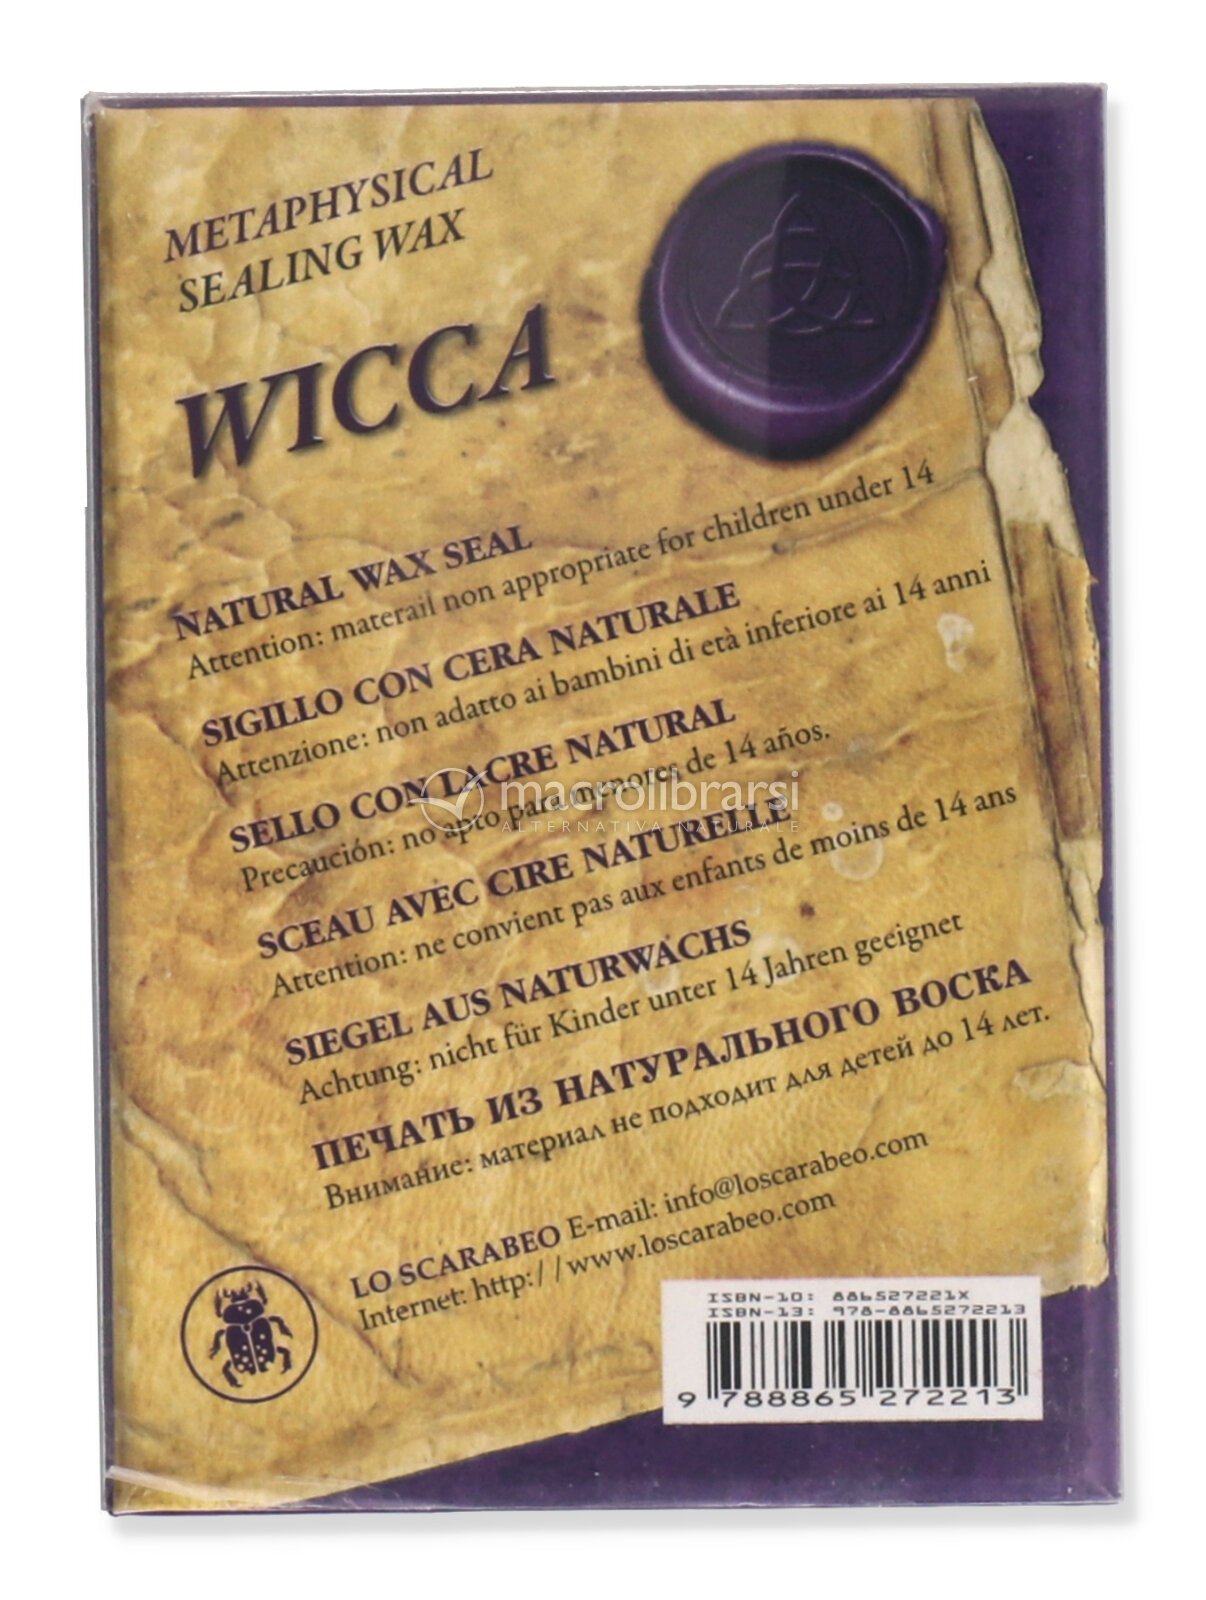 METAPHYSICAL
SEALING WAX
WICCA
NATURAL WAX SEAL
Attention: materail non appropriate for children under 14
SIGILLO CON CERA NATURALE
Attenzione: non adatto ai bambini di età inferiore ai 14 anni
SELLO CON LACRE NATURAL
Precaución: no apto para menores de 14 años.
macrolibrarsi
ALTERNATIVA NATURALE
SCEAU AVEC CIRE NATURELLE
Attention: ne convient pas aux enfants de moins de 14 ans
SIEGEL AUS NATURWACHS
Achtung: nicht für Kinder unter 14 Jahren geeignet
ПЕЧАТЬ ИЗ НАТУРАЛЬНОГО ВОСКА
Внимание: материал не подходит для детей до 14 лет.
LO SCARABEO E-mail: info@loscarabeo.com
Internet: http://www.loscarabeo.com
ISBN-10: 886527221X
ISBN-13: 978-8865272213
9 788865 272213